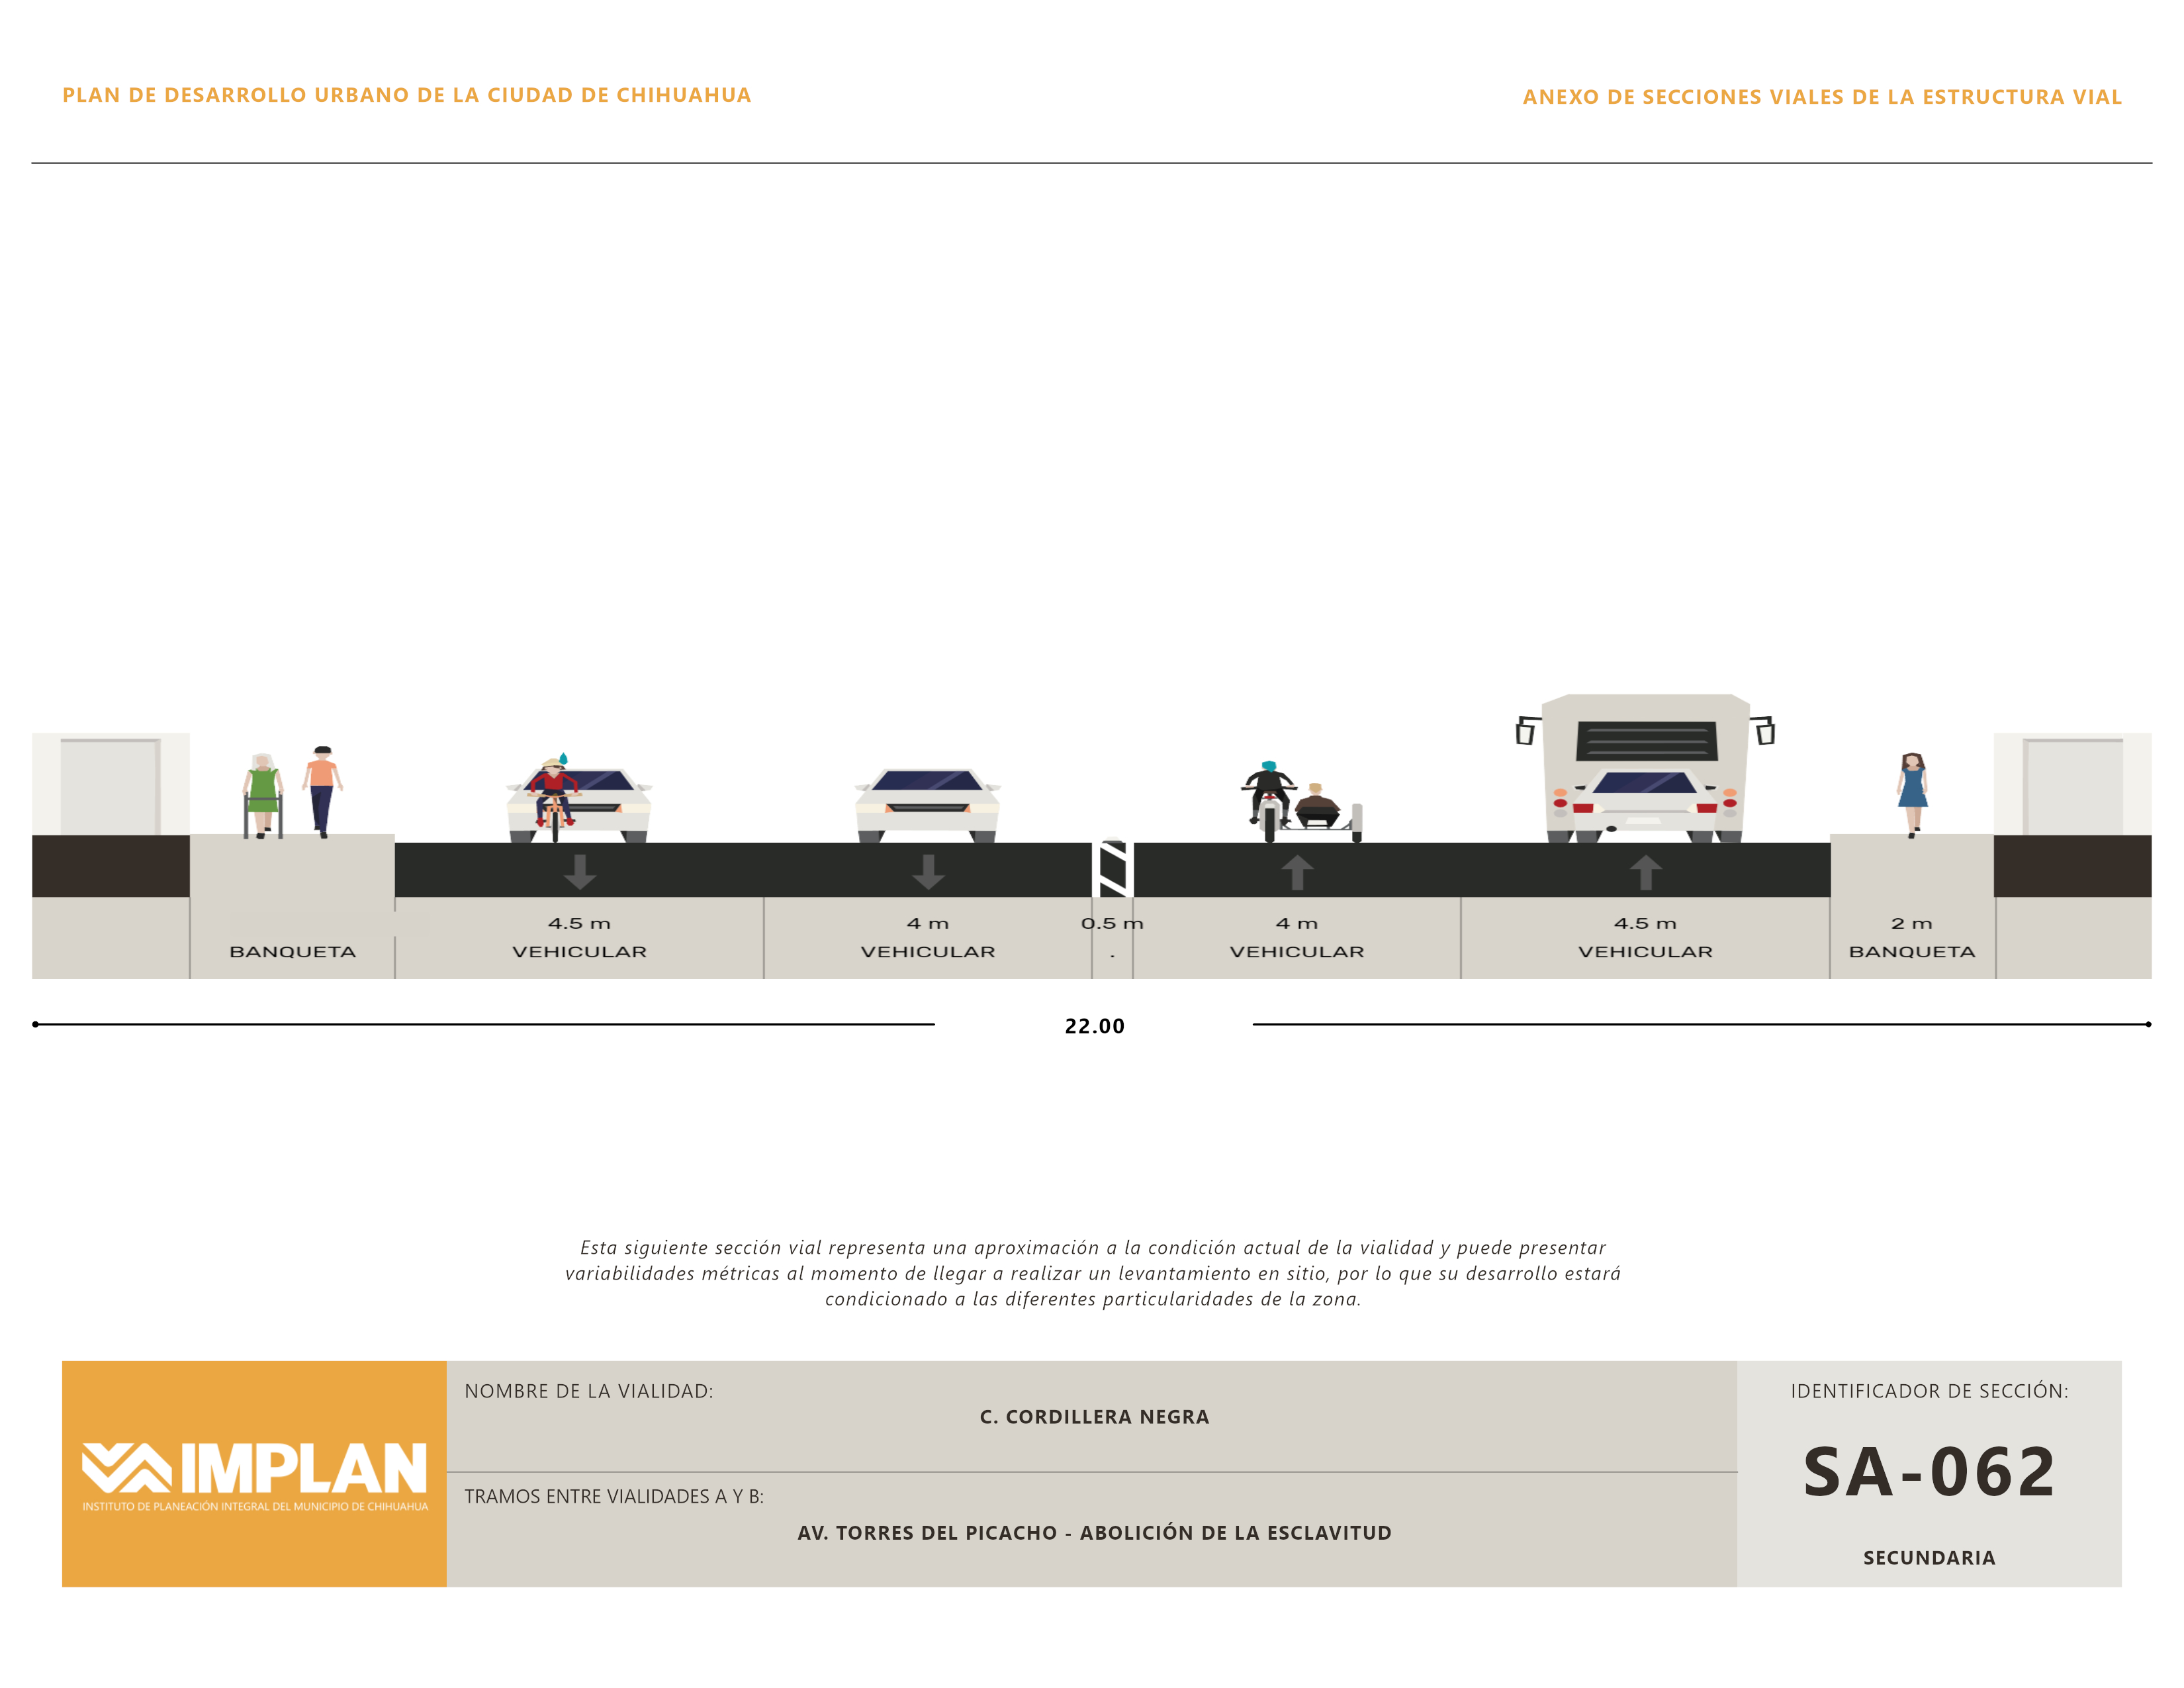 PLAN DE DESARROLLO URBANO DE LA CIUDAD DE CHIHUAHUA
ANEXO DE SECCIONES VIALES DE LA ESTRUCTURA VIAL
4.5 m
4 m
0.5 m
4 m
4.5 m
2 m
BANQUETA
VEHICULAR
VEHICULAR
.
VEHICULAR
VEHICULAR
BANQUETA
22.00
Esta siguiente sección vial representa una aproximación a la condición actual de la vialidad y puede presentar
variabilidades métricas al momento de llegar a realizar un levantamiento en sitio, por lo que su desarrollo estará
condicionado a las diferentes particularidades de la zona.
IMPLAN
INSTITUTO DE PLANEACIÓN INTEGRAL DEL MUNICIPIO DE CHIHUAHUA
NOMBRE DE LA VIALIDAD:
C. CORDILLERA NEGRA
TRAMOS ENTRE VIALIDADES A Y B:
AV. TORRES DEL PICACHO - ABOLICIÓN DE LA ESCLAVITUD
IDENTIFICADOR DE SECCIÓN:
SA-062
SECUNDARIA